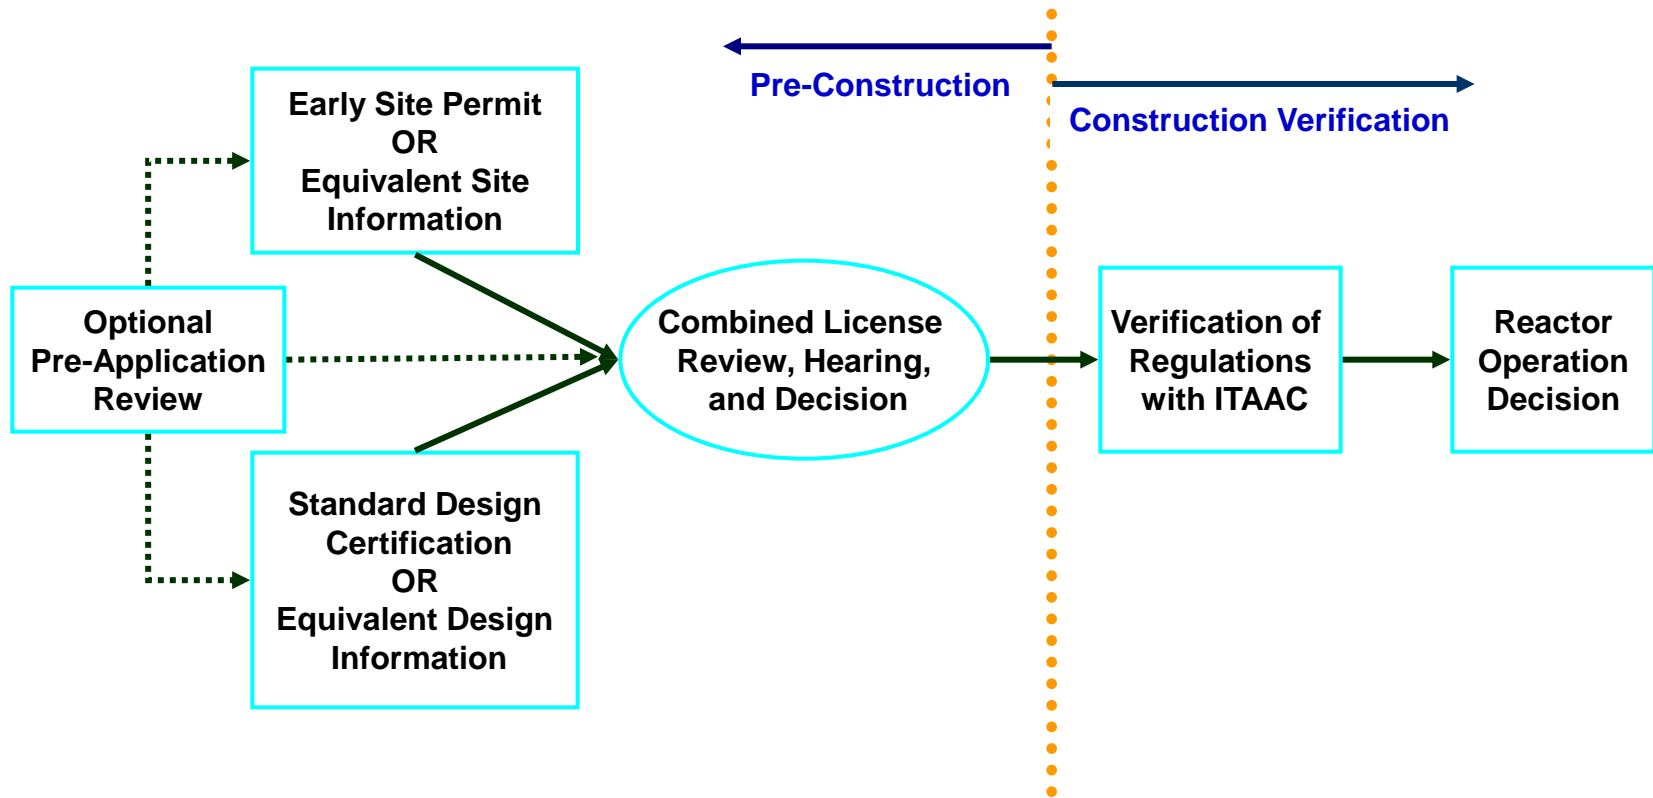 Pre-Construction
Construction Verification
Early Site Permit
OR
Equivalent Site
Information
Optional
Pre-Application
Review
Standard Design
Certification
OR
Equivalent Design
Information
Combined License
Review, Hearing,
and Decision
Verification of
Regulations
with ITAAC
Reactor
Operation
Decision